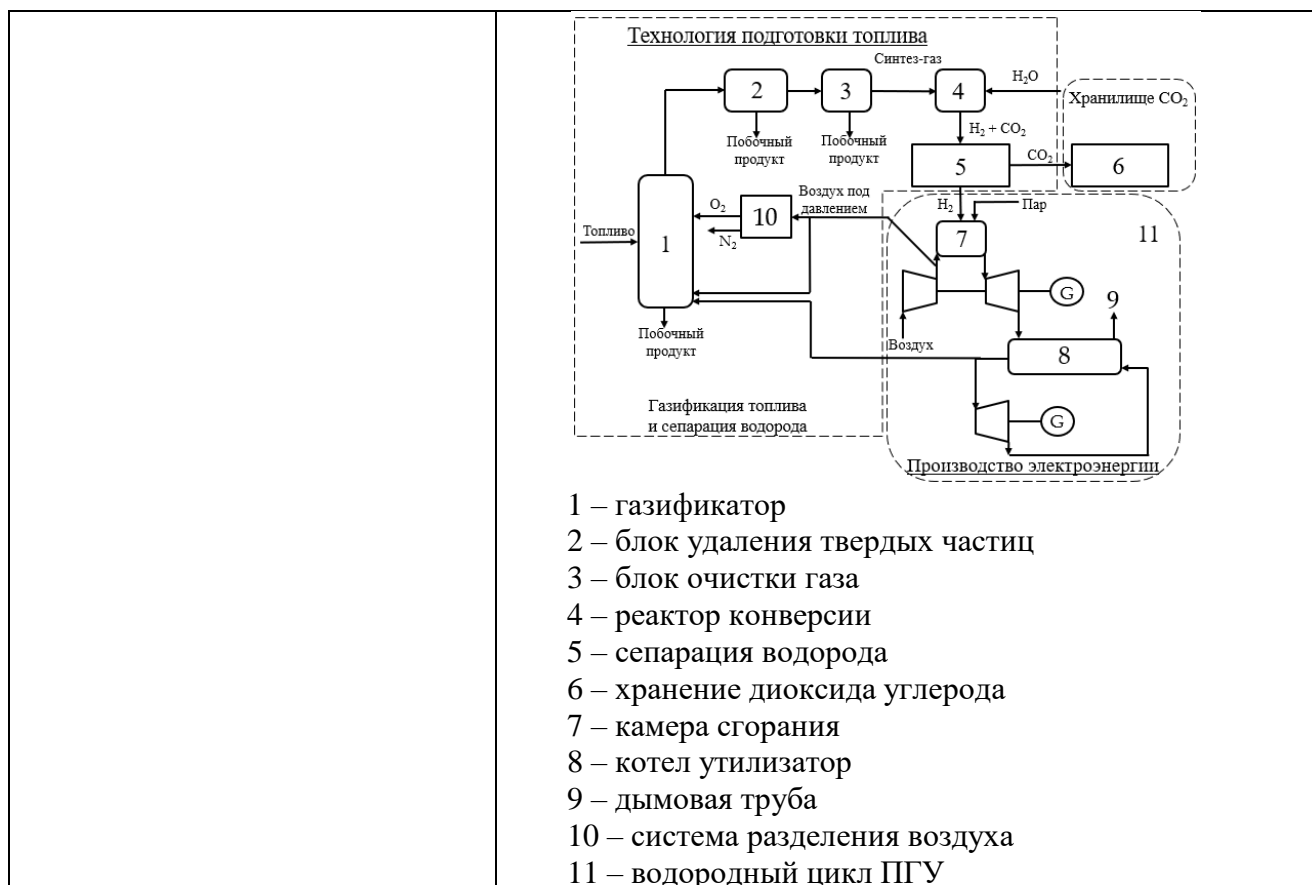 Технология подготовки топлива
Синтез-газ
H₂O
Хранилище CO₂
2
3
4
H₂ + CO₂
Побочный
продукт
Побочный
продукт
CO₂
5
6
Воздух под
давлением
O₂
10
N₂
H₂
Пар
Топливо
1
7
11
G
9
Побочный
продукт
Воздух
8
Газификация топлива
и сепарация водорода
G
Производство электроэнергии
1 – газификатор
2 – блок удаления твердых частиц
3 – блок очистки газа
4 – реактор конверсии
5 – сепарация водорода
6 – хранение диоксида углерода
7 – камера сгорания
8 – котел утилизатор
9 – дымовая труба
10 – система разделения воздуха
11 – водородный цикл ПГУ